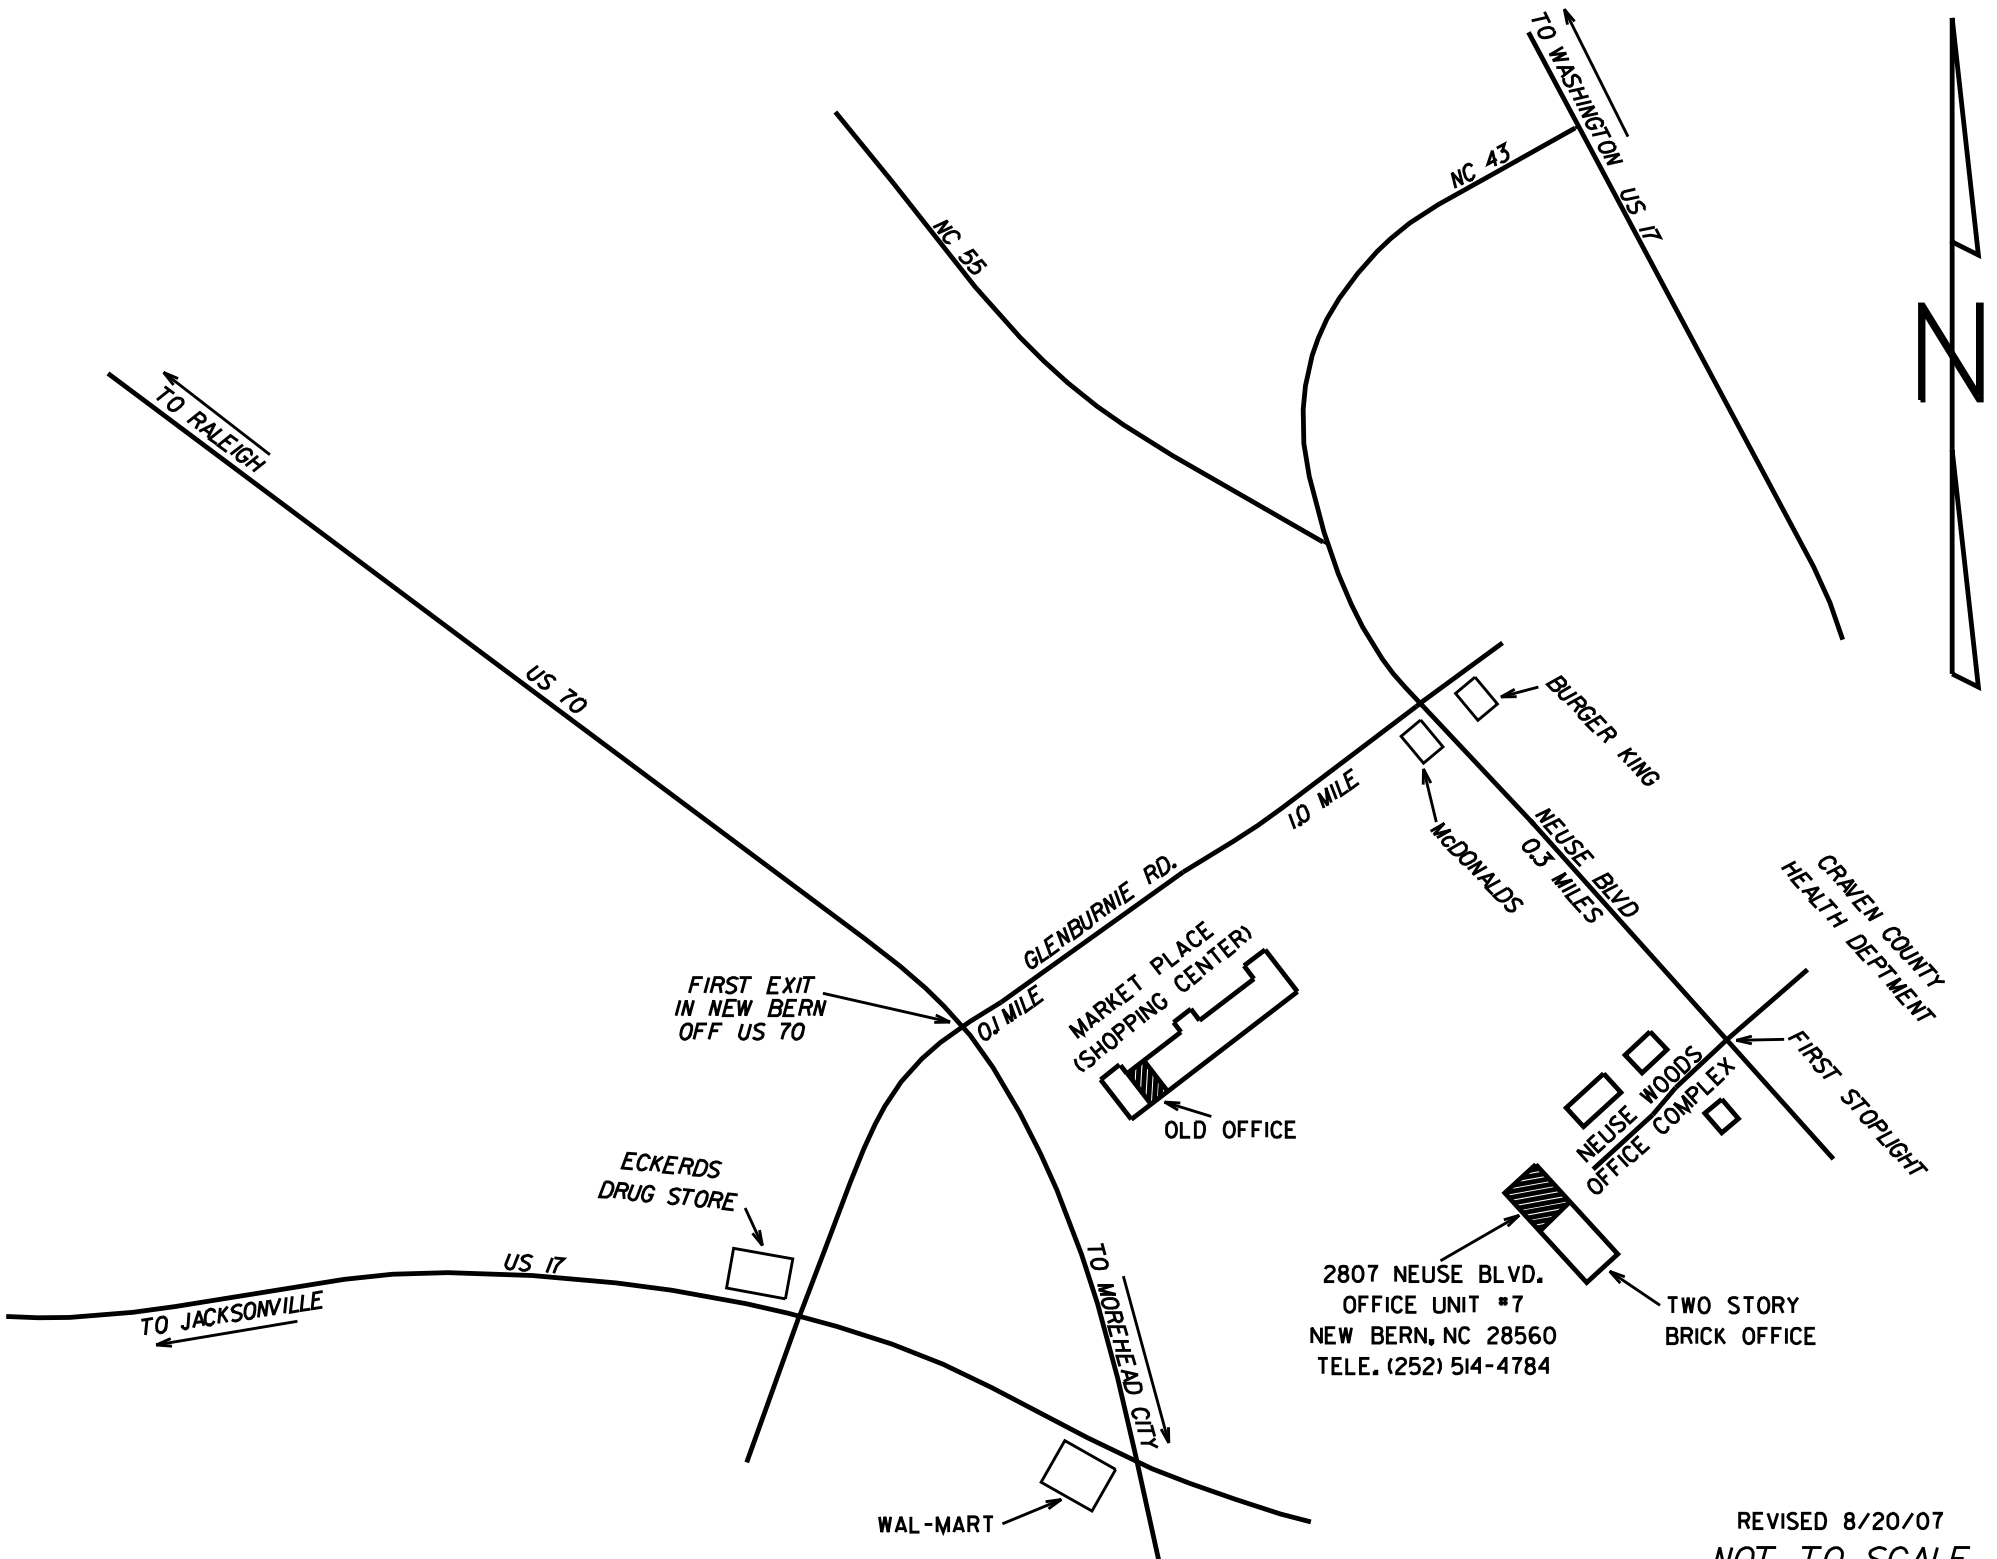 TO WASHINGTON US 17
NC 43
NC 55
N
TO RALEIGH
US 70
BURGER KING
1.0 MILE
McDONALDS
NEUSE BLVD
0.3 MILES
GLENBURNIE RD.
CRAVEN COUNTY
HEALTH DEPTMENT
MARKET PLACE
(SHOPPING CENTER)
FIRST EXIT
IN NEW BERN
OFF US 70
0.1 MILE
FIRST STOPLIGHT
NEUSE WOODS
OFFICE COMPLEX
OLD OFFICE
ECKERDS
DRUG STORE
US 17
TO JACKSONVILLE
TO MOREHEAD CITY
2807 NEUSE BLVD.
OFFICE UNIT #7
NEW BERN, NC 28560
TELE. (252) 514-4784
TWO STORY
BRICK OFFICE
WAL-MART
REVISED 8/20/07
NOT TO SCALE